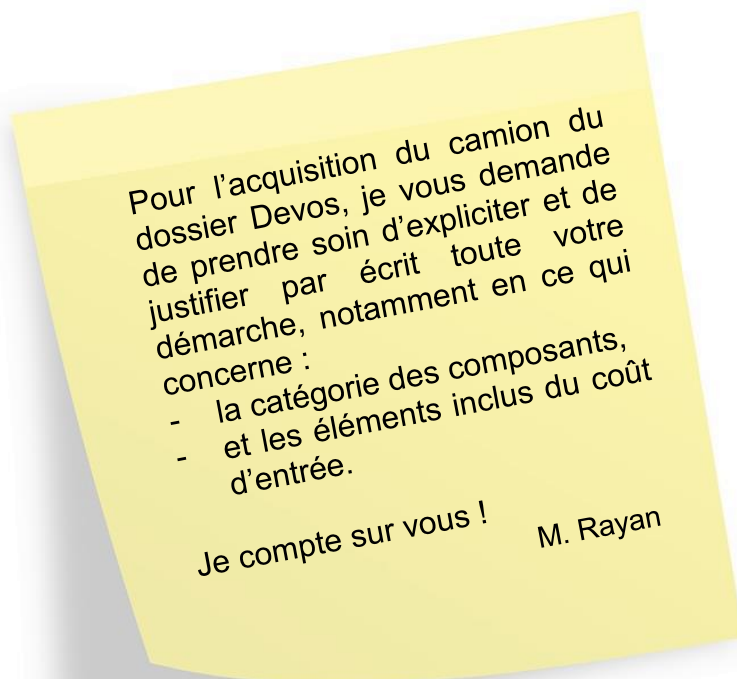 Pour l'acquisition du camion du
dossier Devos, je vous demande
de prendre soin d'expliciter et de
justifier par écrit toute votre
démarche, notamment en ce qui
concerne :
- la catégorie des composants,
- et les éléments inclus du coût
d'entrée.
Je compte sur vous !
M. Rayan